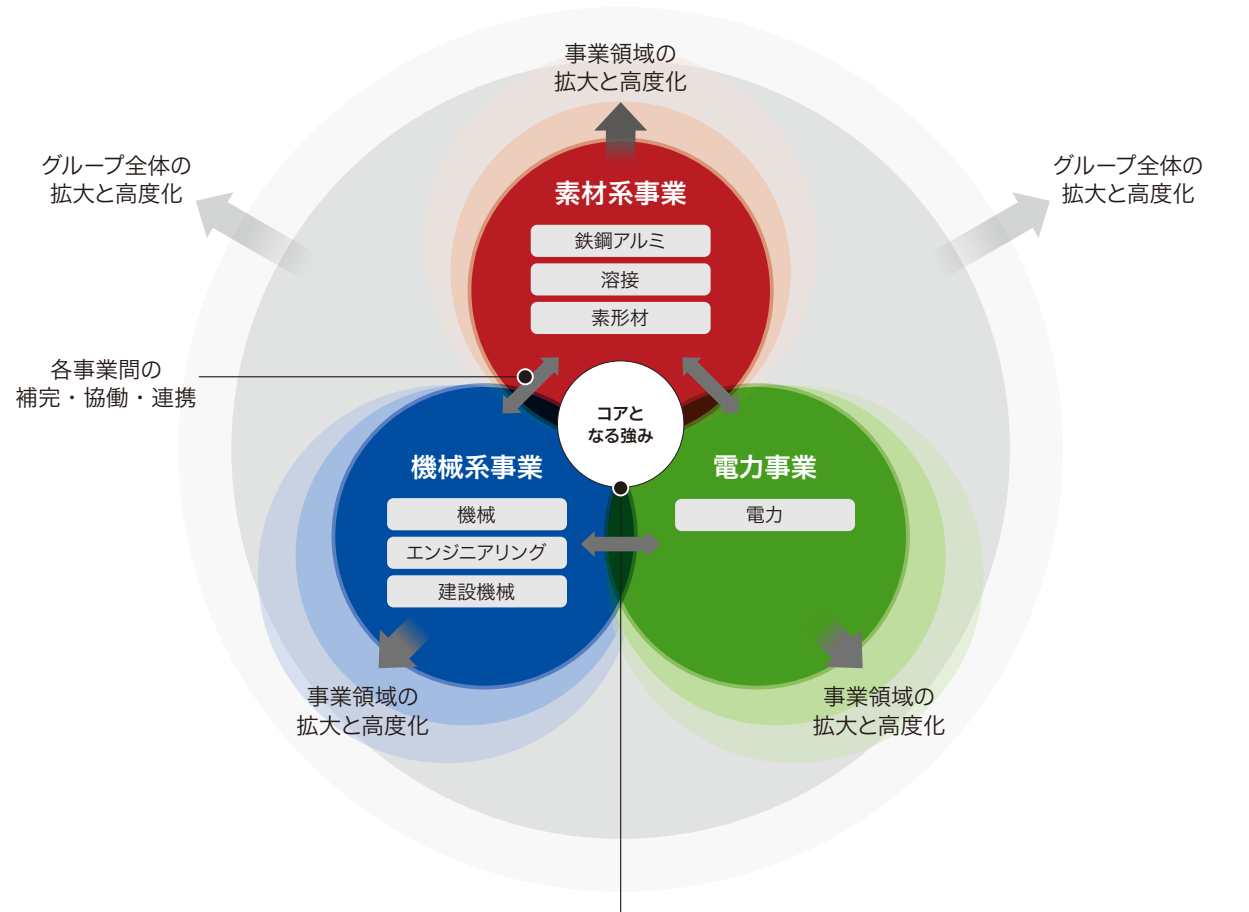 事業領域の
拡大と高度化
グループ全体の
拡大と高度化
グループ全体の
拡大と高度化
素材系事業
鉄鋼アルミ
溶接
素形材
各事業間の
補完・協働・連携
コアと
なる強み
機械系事業
機械
エンジニアリング
建設機械
電力事業
電力
事業領域の
拡大と高度化
事業領域の
拡大と高度化